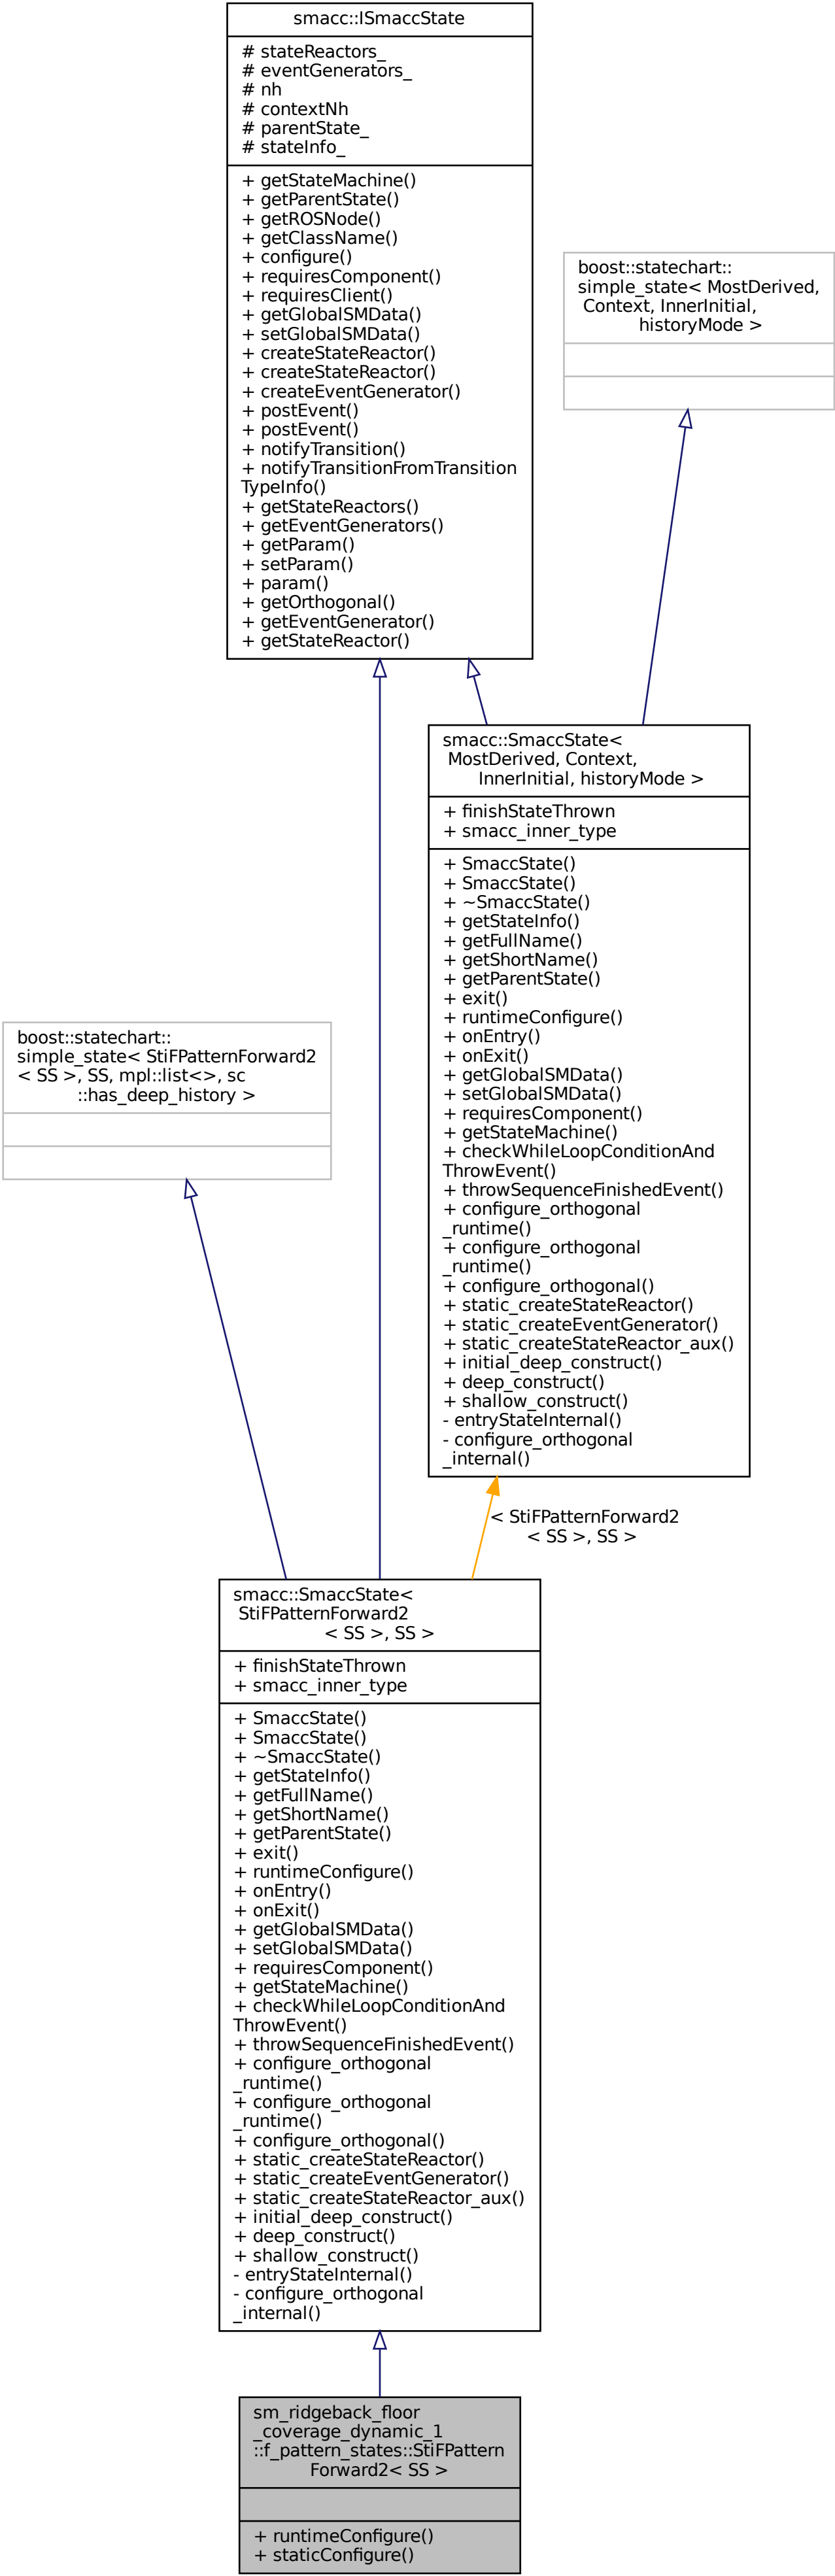 smacc::ISmaccState
# stateReactors_
# eventGenerators_
# nh
# contextNh
# parentState_
# stateInfo_
+ getStateMachine()
+ getParentState()
+ getROSNode()
+ getClassName()
+ configure()
+ requiresComponent()
+ requiresClient()
+ getGlobalSMData()
+ setGlobalSMData()
+ createStateReactor()
+ createStateReactor()
+ createEventGenerator()
+ postEvent()
+ postEvent()
+ notifyTransition()
+ notifyTransitionFromTransition
TypeInfo()
+ getStateReactors()
+ getEventGenerators()
+ getParam()
+ setParam()
+ param()
+ getOrthogonal()
+ getEventGenerator()
+ getStateReactor()
boost::statechart::
simple_state< MostDerived,
Context, InnerInitial,
historyMode >
smacc::SmaccState<
MostDerived, Context,
InnerInitial, historyMode >
+ finishStateThrown
+ smacc_inner_type
+ SmaccState()
+ SmaccState()
+ ~SmaccState()
+ getStateInfo()
+ getFullName()
+ getShortName()
+ getParentState()
+ exit()
+ runtimeConfigure()
+ onEntry()
+ onExit()
+ getGlobalSMData()
+ setGlobalSMData()
+ requiresComponent()
+ getStateMachine()
+ checkWhileLoopConditionAnd
ThrowEvent()
+ throwSequenceFinishedEvent()
+ configure_orthogonal
_runtime()
+ configure_orthogonal
_runtime()
+ configure_orthogonal()
+ static_createStateReactor()
+ static_createEventGenerator()
+ static_createStateReactor_aux()
+ initial_deep_construct()
+ deep_construct()
+ shallow_construct()
- entryStateInternal()
- configure_orthogonal
_internal()
boost::statechart::
simple_state< StiFPatternForward2
< SS >, SS, mpl::list<>, sc
::has_deep_history >
< StiFPatternForward2
< SS >, SS >
smacc::SmaccState<
StiFPatternForward2
< SS >, SS >
+ finishStateThrown
+ smacc_inner_type
+ SmaccState()
+ SmaccState()
+ ~SmaccState()
+ getStateInfo()
+ getFullName()
+ getShortName()
+ getParentState()
+ exit()
+ runtimeConfigure()
+ onEntry()
+ onExit()
+ getGlobalSMData()
+ setGlobalSMData()
+ requiresComponent()
+ getStateMachine()
+ checkWhileLoopConditionAnd
ThrowEvent()
+ throwSequenceFinishedEvent()
+ configure_orthogonal
_runtime()
+ configure_orthogonal
_runtime()
+ configure_orthogonal()
+ static_createStateReactor()
+ static_createEventGenerator()
+ static_createStateReactor_aux()
+ initial_deep_construct()
+ deep_construct()
+ shallow_construct()
- entryStateInternal()
- configure_orthogonal
_internal()
sm_ridgeback_floor
_coverage_dynamic_1
::f_pattern_states::StiFPattern
Forward2< SS >
+ runtimeConfigure()
+ staticConfigure()